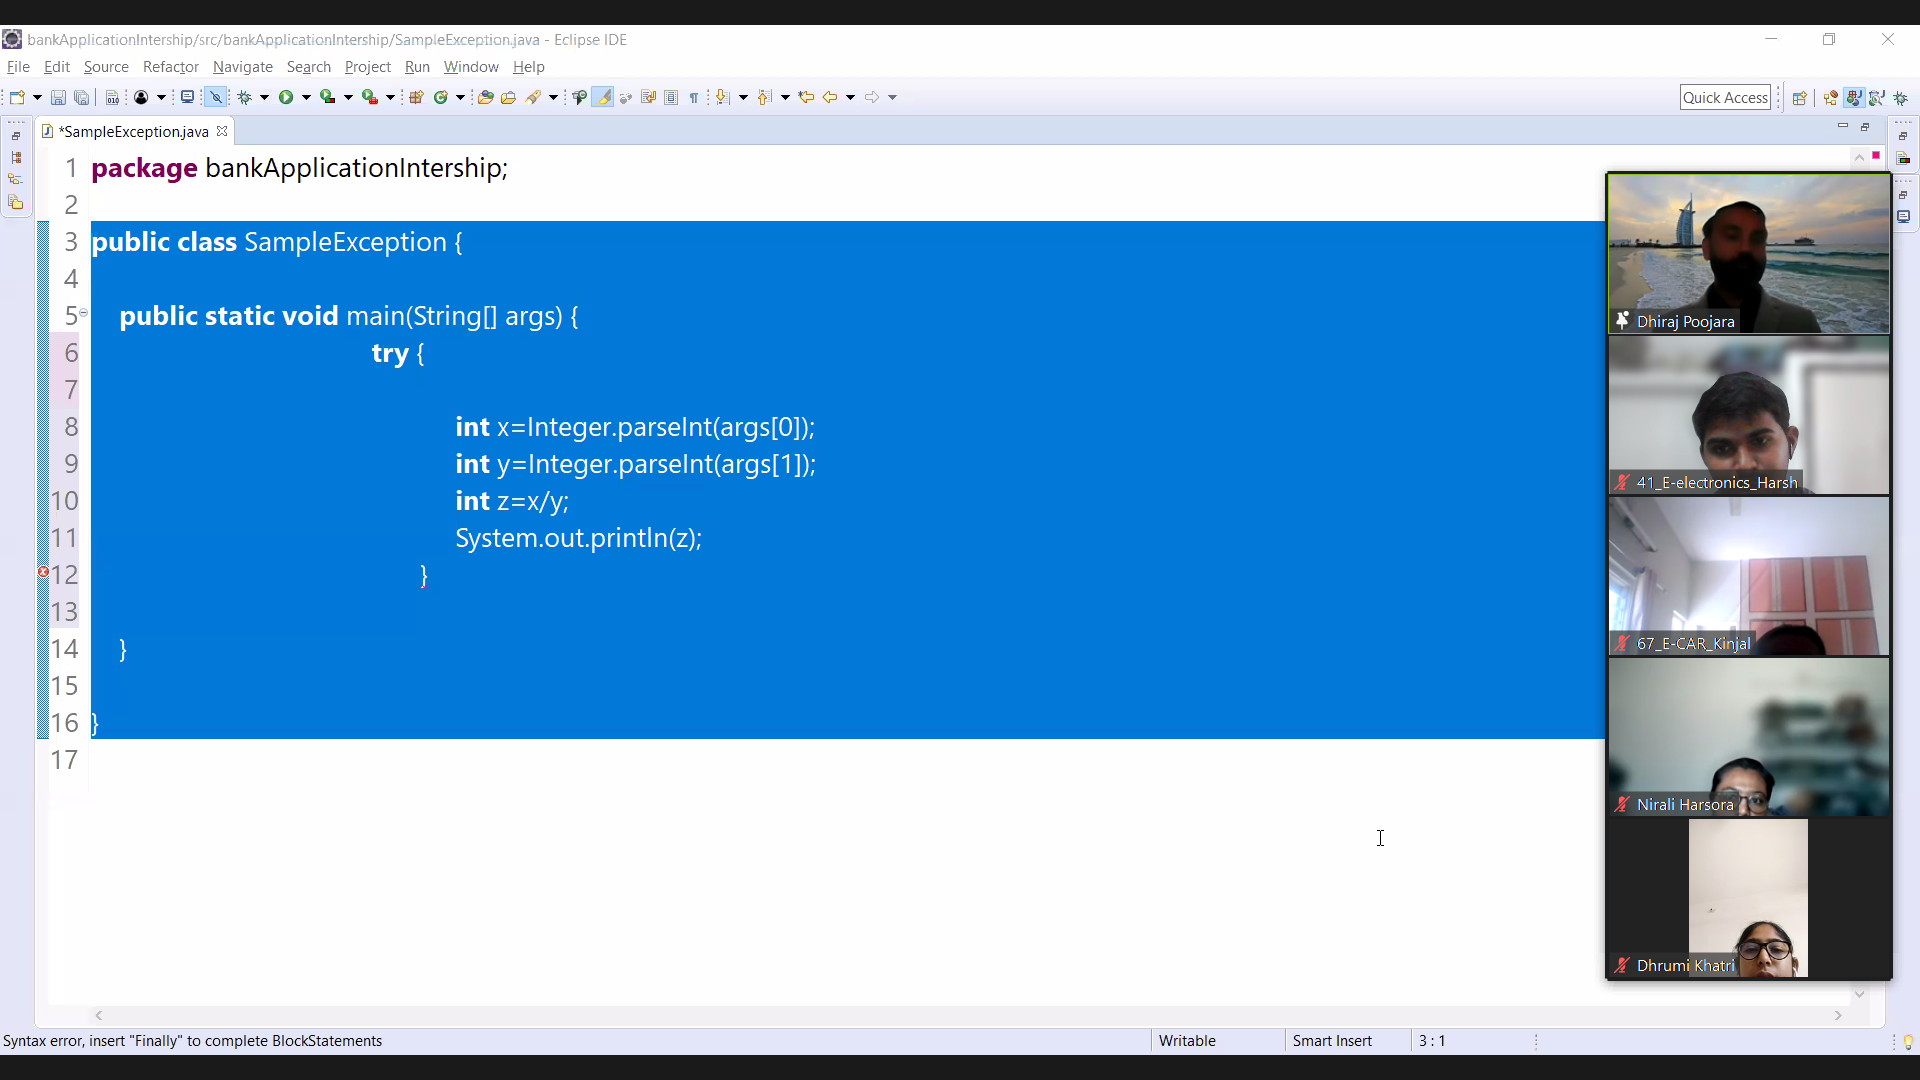 bankApplicationIntership/src/bankApplicationIntership/SampleException.java - Eclipse IDE
File Edit Source Refactor Navigate Search Project Run Window Help
Quick Access
*SampleException.java
1 package bankApplicationIntership;
2
3 public class SampleException {
4
5 public static void main(String[] args) {
6 try {
7
8 int x=Integer.parseInt(args[0]);
9 int y=Integer.parseInt(args[1]);
10 int z=x/y;
11 System.out.println(z);
12 }
13
14 }
15
16 }
17
Dhiraj Poojara
41_E-electronics_Harsh
67_E-CAR_Kinjal
Nirali Harsora
Dhrumi Khatri
Syntax error, insert "Finally" to complete BlockStatements
Writable
Smart Insert
3 : 1